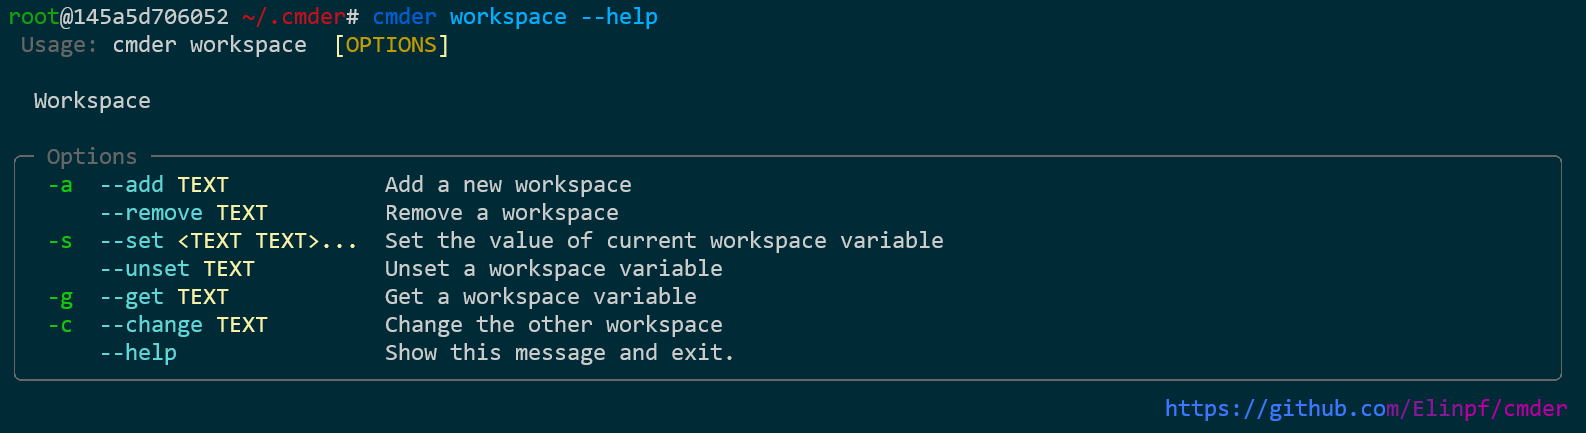 root@145a5d706052 ~/.cmder# cmder workspace --help
Usage: cmder workspace  [OPTIONS]
Workspace
Options
-a  --add TEXT            Add a new workspace
    --remove TEXT         Remove a workspace
-s  --set <TEXT TEXT>...  Set the value of current workspace variable
    --unset TEXT          Unset a workspace variable
-g  --get TEXT            Get a workspace variable
-c  --change TEXT         Change the other workspace
    --help                Show this message and exit.
https://github.com/Elinpf/cmder